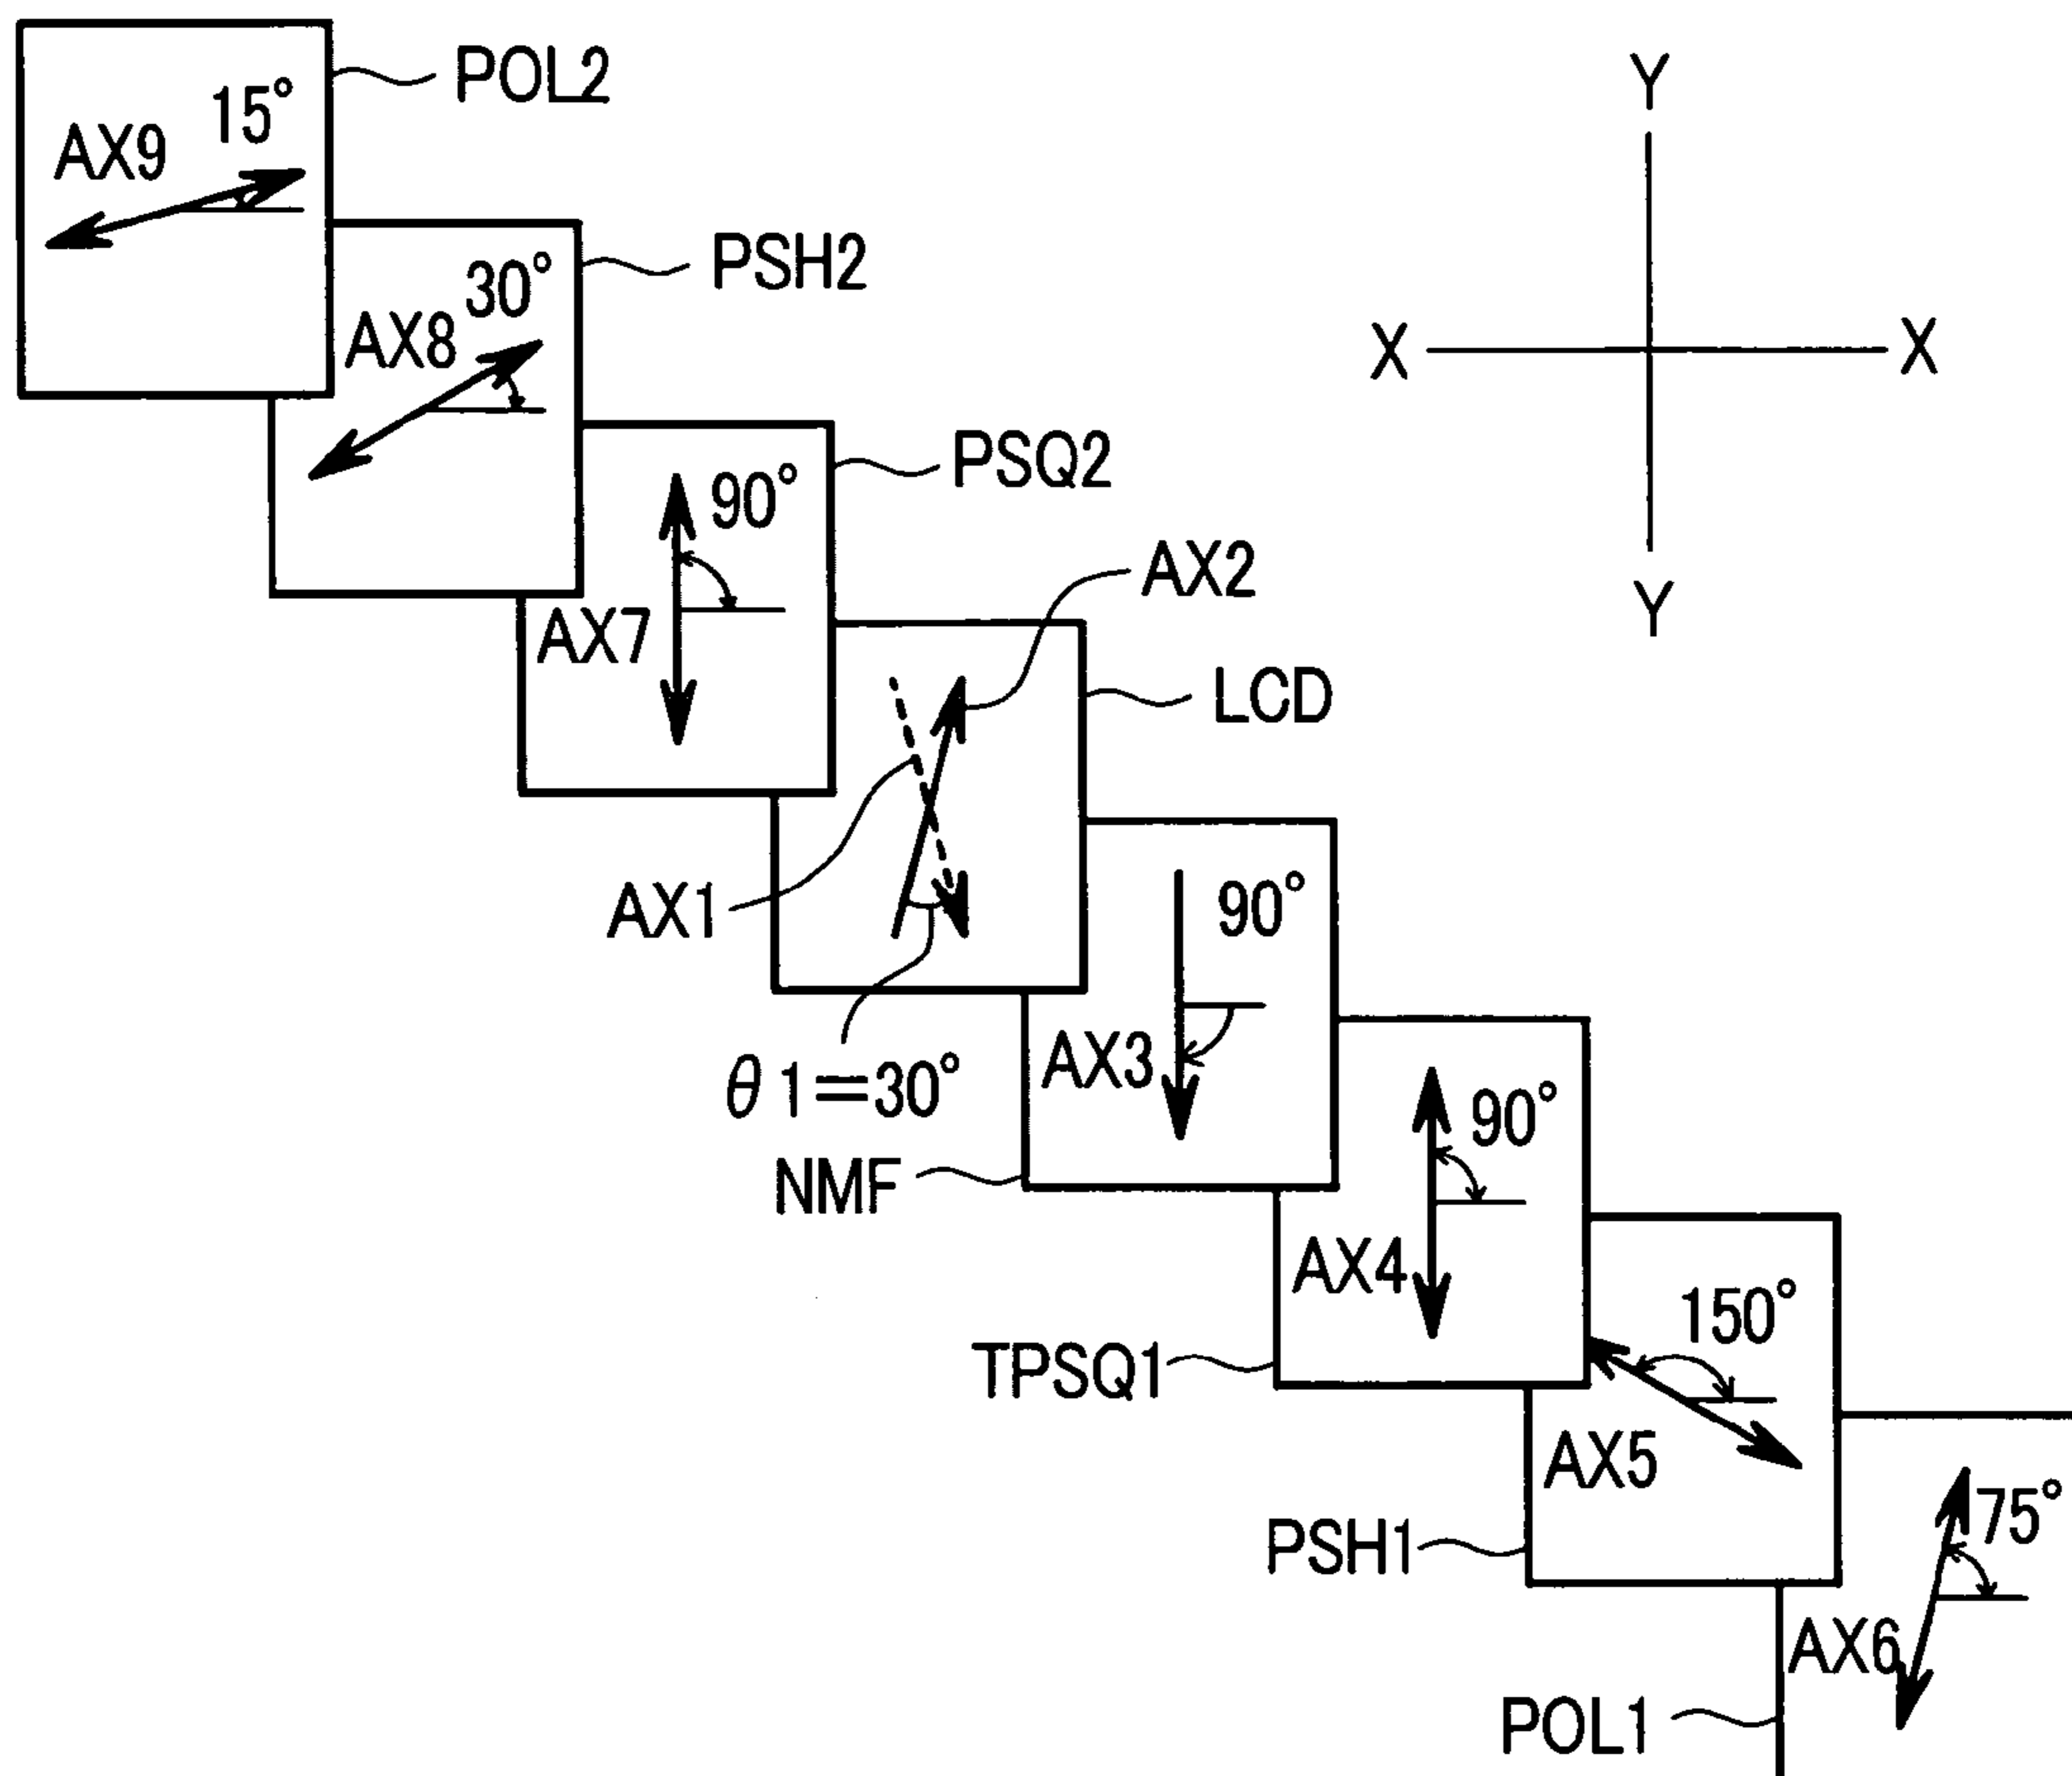 POL2
15°
AX9
Y
PSH2
30°
AX8
X X
PSQ2
90°
AX7
Y
AX2
LCD
AX1
θ1=30°
90°
AX3
NMF
90°
AX4
TPSQ1
150°
AX5
PSH1
75°
AX6
POL1